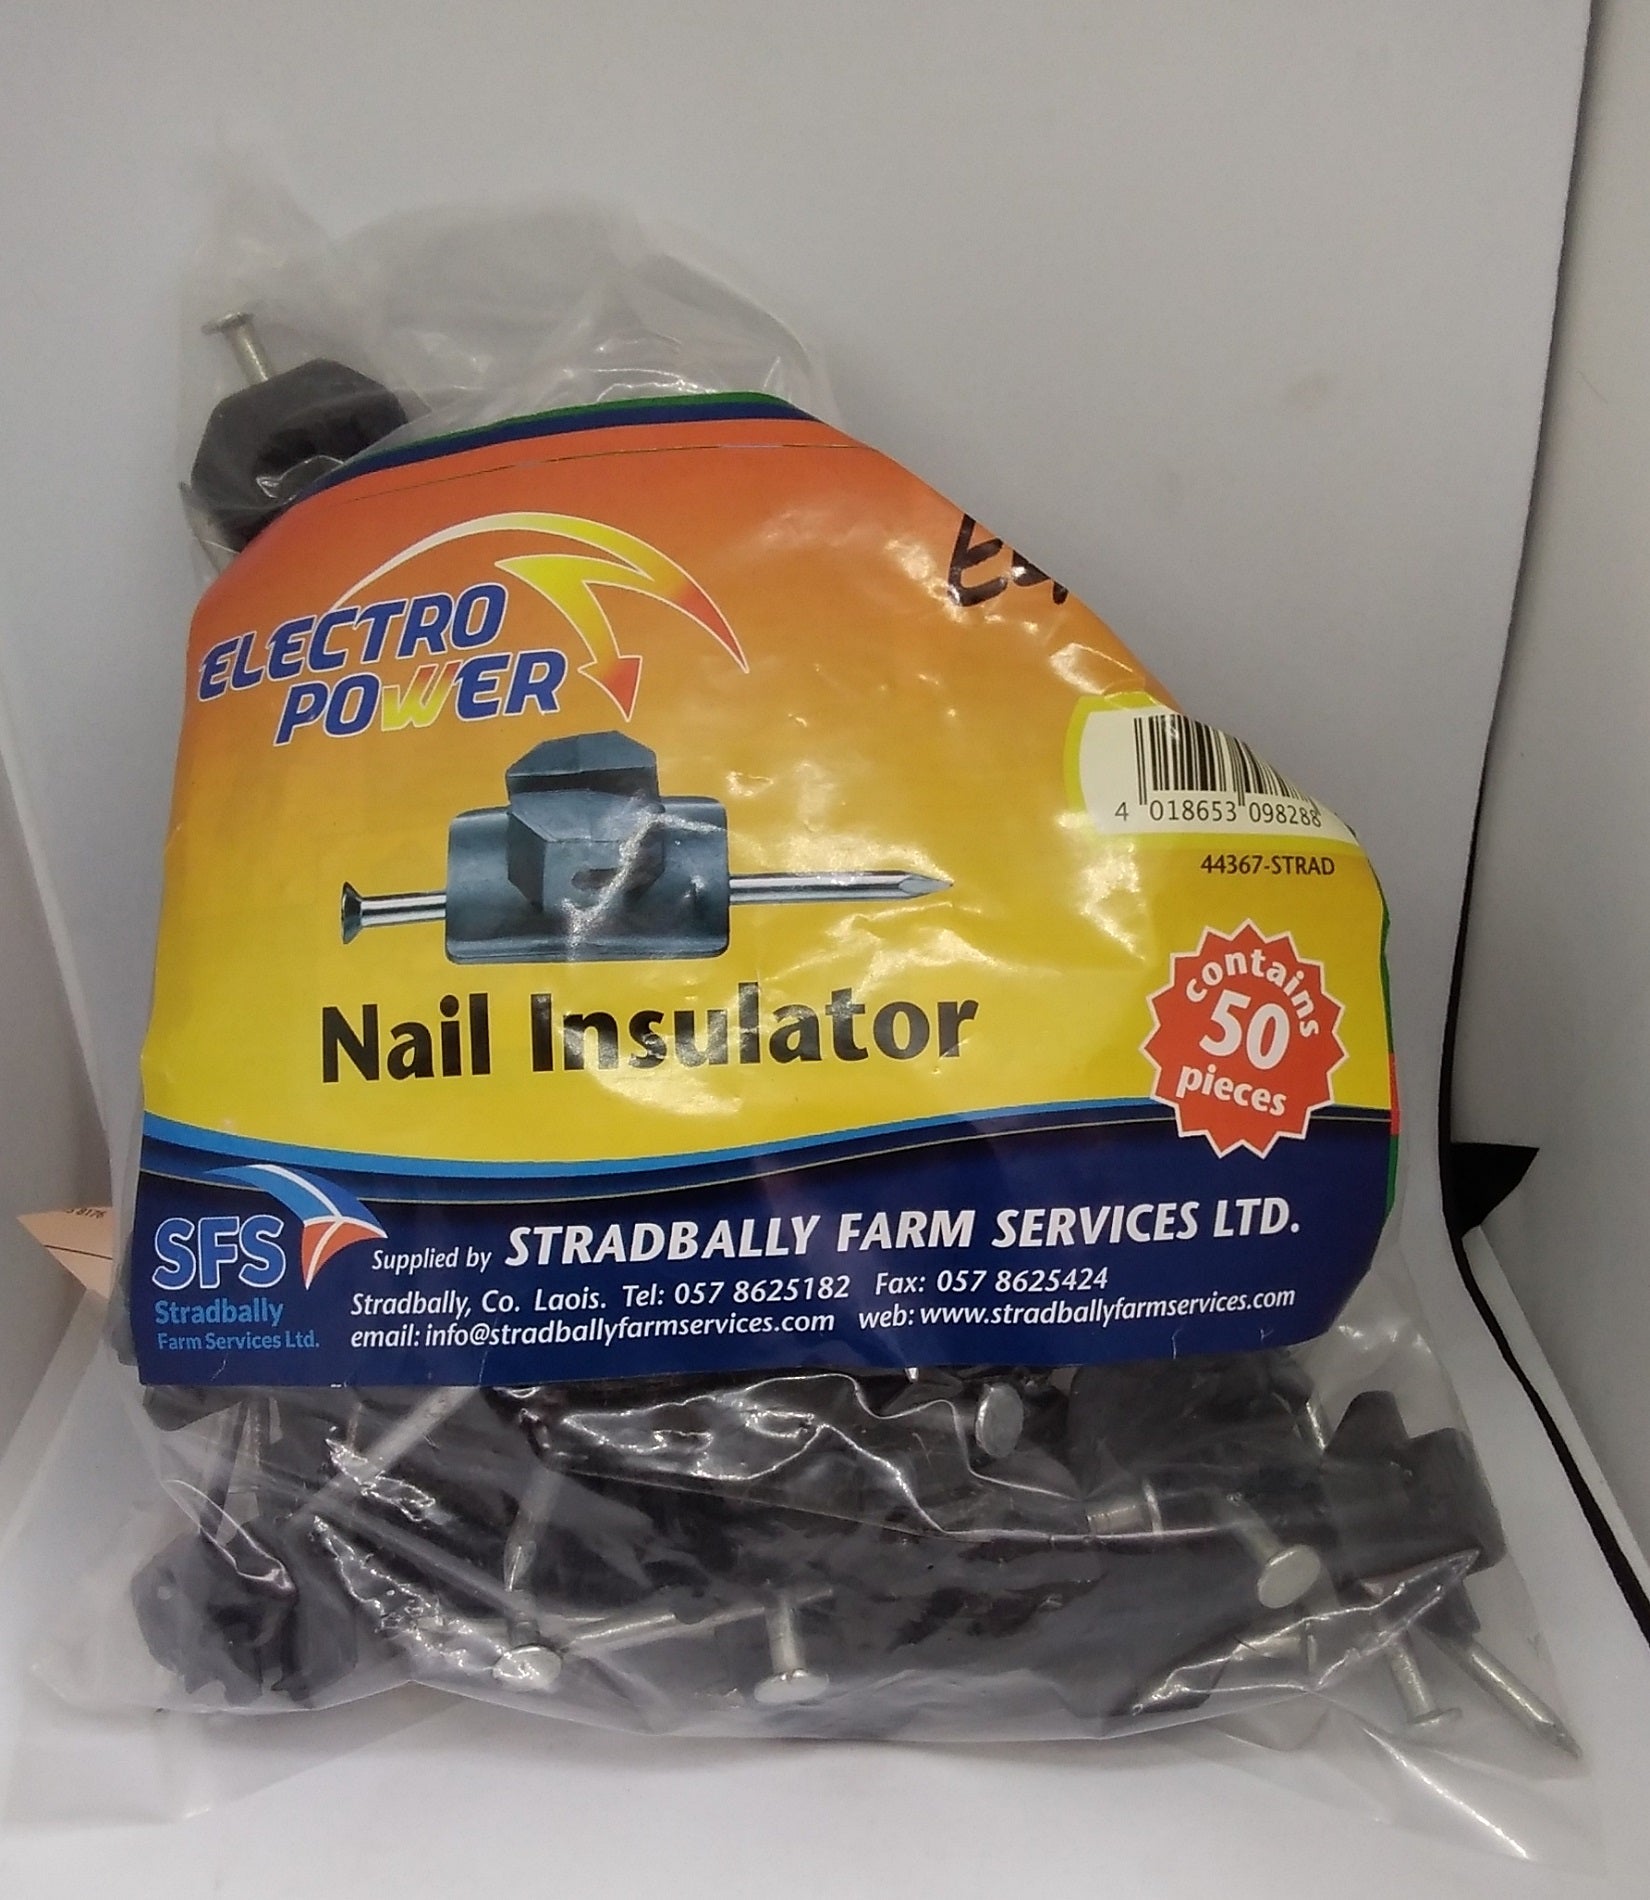 ELECTRO
POWER
4 018653 098288
44367-STRAD
Nail Insulator
contains
50
pieces
SFS
Stradbally
Farm Services Ltd.
Supplied by STRADBALLY FARM SERVICES LTD.
Stradbally, Co. Laois. Tel: 057 8625182 Fax: 057 8625424
email: info@stradballyfarmservices.com web: www.stradballyfarmservices.com